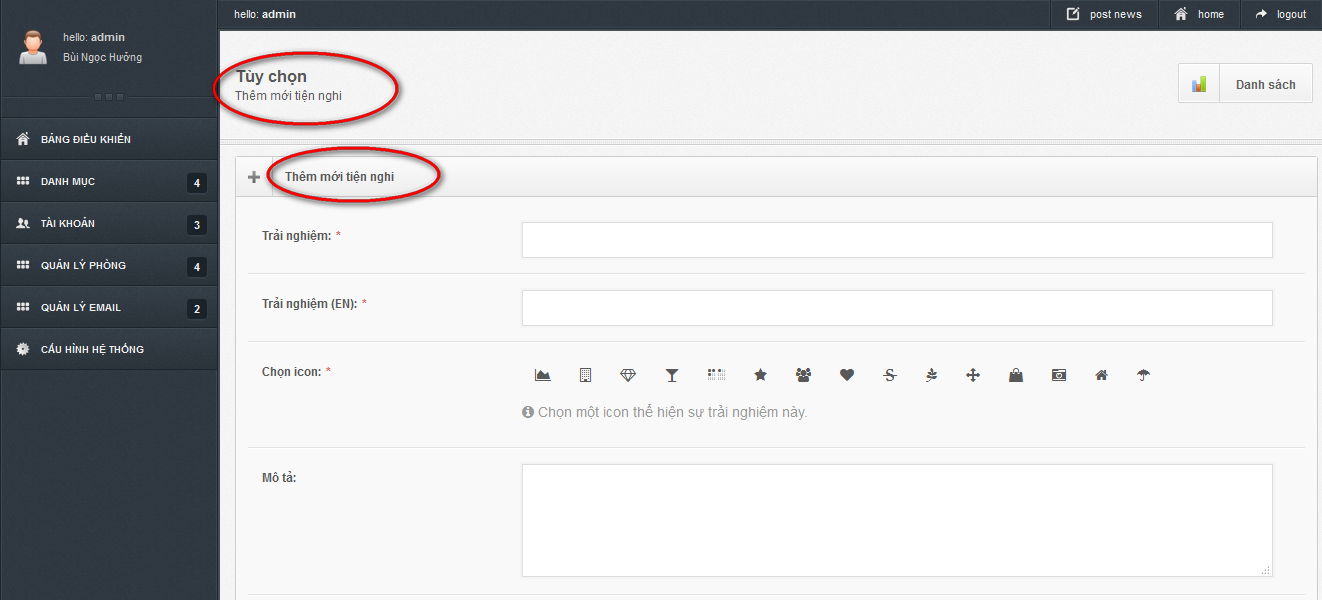 hello: admin
Bùi Ngọc Hưởng
BẢNG ĐIỀU KHIỂN
DANH MỤC 4
TÀI KHOẢN 3
QUẢN LÝ PHÒNG 4
QUẢN LÝ EMAIL 2
CẤU HÌNH HỆ THỐNG
hello: admin
post news
home
logout
Tùy chọn
Thêm mới tiện nghi
Danh sách
Thêm mới tiện nghi
Trải nghiệm: *
Trải nghiệm (EN): *
Chọn icon: *
Chọn một icon thể hiện sự trải nghiệm này.
Mô tả: